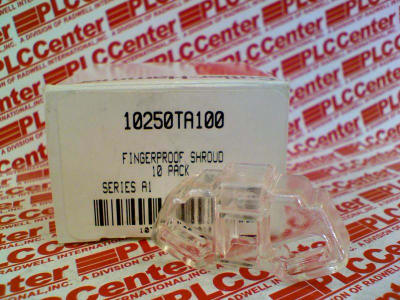 PLCCenter
A DIVISION OF RADWELL INTERNATIONAL, INC.
10250TA100
FINGERPROOF SHROUD
10 PACK
SERIES A1